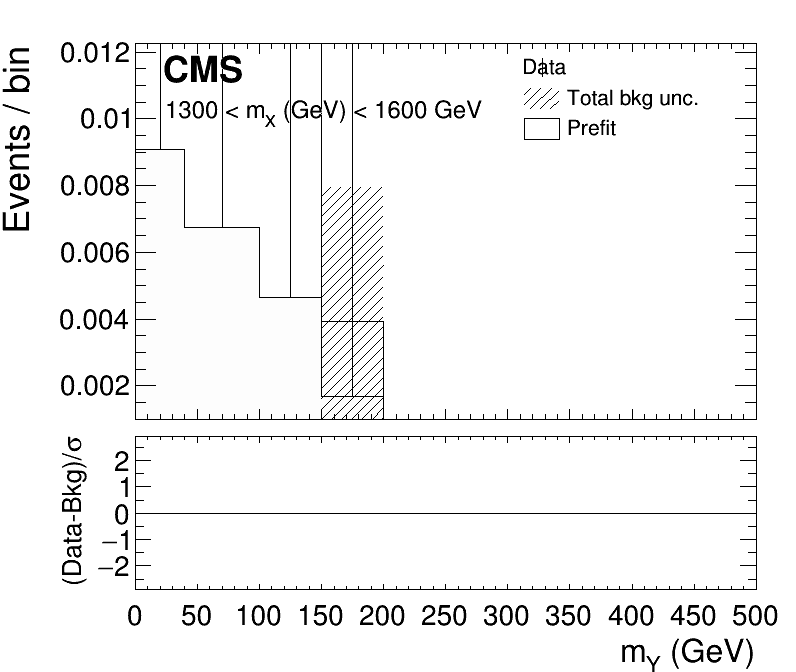 CMS
1300 < mX (GeV) < 1600 GeV
Data
Total bkg unc.
Prefit
Events / bin
0.012
0.01
0.008
0.006
0.004
0.002
(Data-Bkg)/σ
2
1
0
−1
−2
0 50 100 150 200 250 300 350 400 450 500
mY (GeV)